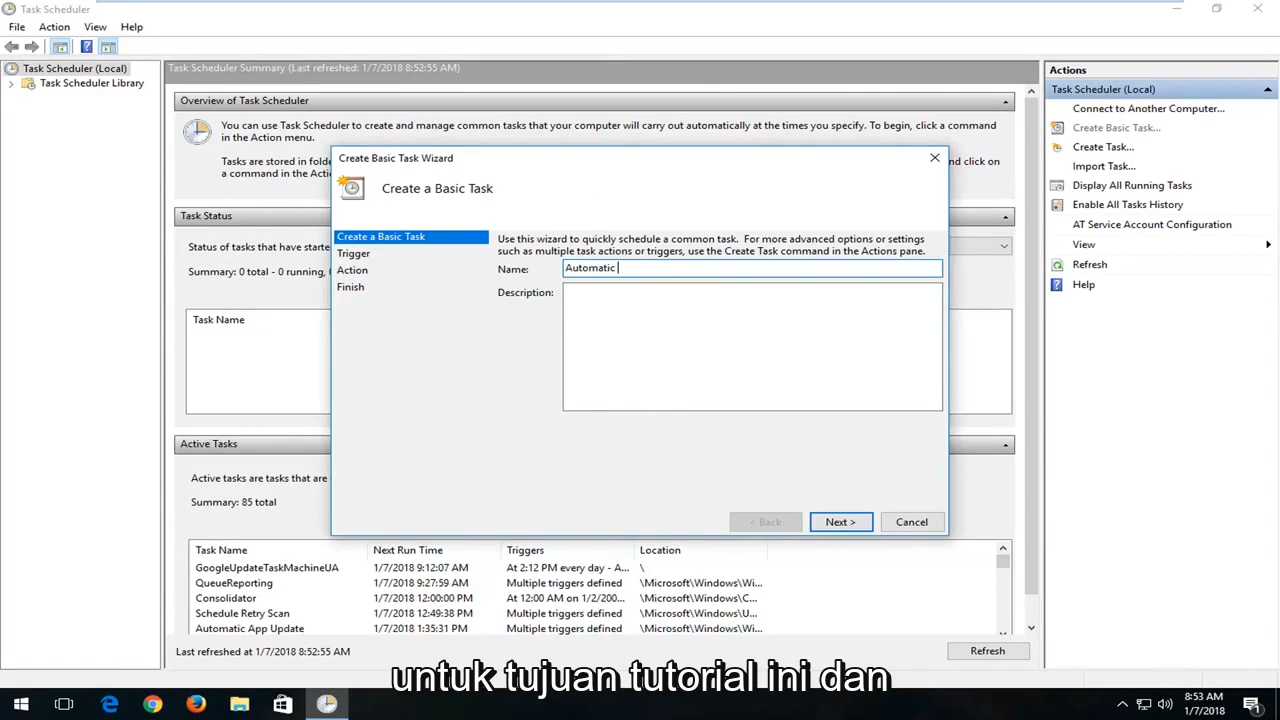 Task Scheduler
File Action View Help
Task Scheduler (Local)
Task Scheduler Library
Task Scheduler Summary (Last refreshed: 1/7/2018 8:52:55 AM)
Overview of Task Scheduler
You can use Task Scheduler to create and manage common tasks that your computer will carry out automatically at the times you specify. To begin, click a command
in the Action menu.
Tasks are stored in folde
and click on
a command in the Acti
Task Status
Status of tasks that have starte
Summary: 0 total - 0 running,
Task Name
Active Tasks
Active tasks are tasks that are
Summary: 85 total
Task Name Next Run Time Triggers Location
GoogleUpdateTaskMachineUA 1/7/2018 9:12:07 AM At 2:12 PM every day - A... \
QueueReporting 1/7/2018 9:27:59 AM Multiple triggers defined \Microsoft\Windows\Wi...
Consolidator 1/7/2018 12:00:00 PM At 12:00 AM on 1/2/200... \Microsoft\Windows\C...
Schedule Retry Scan 1/7/2018 12:49:38 PM Multiple triggers defined \Microsoft\Windows\U...
Automatic App Update 1/7/2018 1:35:31 PM Multiple triggers defined \Microsoft\Windows\Wi...
Last refreshed at 1/7/2018 8:52:55 AM
Refresh
Create Basic Task Wizard
Create a Basic Task
Create a Basic Task
Trigger
Action
Finish
Use this wizard to quickly schedule a common task. For more advanced options or settings
such as multiple task actions or triggers, use the Create Task command in the Actions pane.
Name: Automatic
Description:
< Back Next > Cancel
Actions
Task Scheduler (Local)
Connect to Another Computer...
Create Basic Task...
Create Task...
Import Task...
Display All Running Tasks
Enable All Tasks History
AT Service Account Configuration
View
Refresh
Help
untuk tujuan tutorial ini dan
8:53 AM
1/7/2018
1